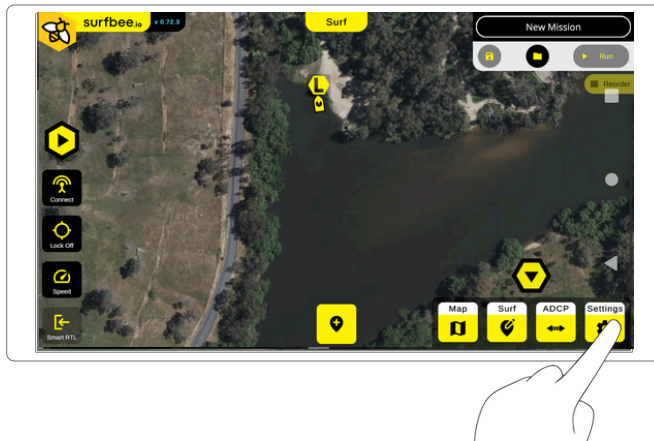 surfbee.io
v 0.72.3
Surf
New Mission
Run
Reorder
L
Connect
Lock Off
Speed
Smart RTL
Map
Surf
ADCP
Settings